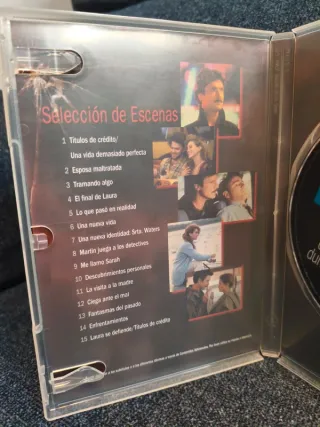 Selección de Escenas
1 Títulos de crédito/
Una vida demasiado perfecta
2 Esposa maltratada
3 Tramando algo
4 El final de Laura
5 Lo que pasó en realidad
6 Una nueva vida
7 Una nueva identidad: Srta. Waters
8 Martin juega a los detectives
9 Me llamo Sarah
10 Descubrimientos personales
11 La visita a la madre
12 Ciega ante el mal
13 Fantasmas del pasado
14 Enfrentamientos
15 Laura se defiende/Títulos de crédito